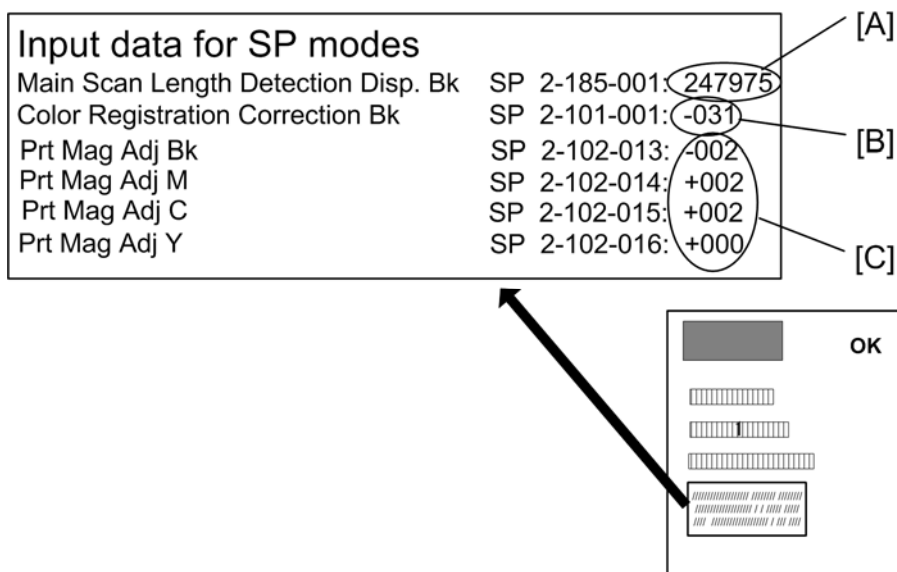 Input data for SP modes
[A]
Main Scan Length Detection Disp. Bk SP 2-185-001: 247975
Color Registration Correction Bk SP 2-101-001: -031
[B]
Prt Mag Adj Bk SP 2-102-013: -002
Prt Mag Adj M SP 2-102-014: +002
Prt Mag Adj C SP 2-102-015: +002
Prt Mag Adj Y SP 2-102-016: +000
[C]
OK
1